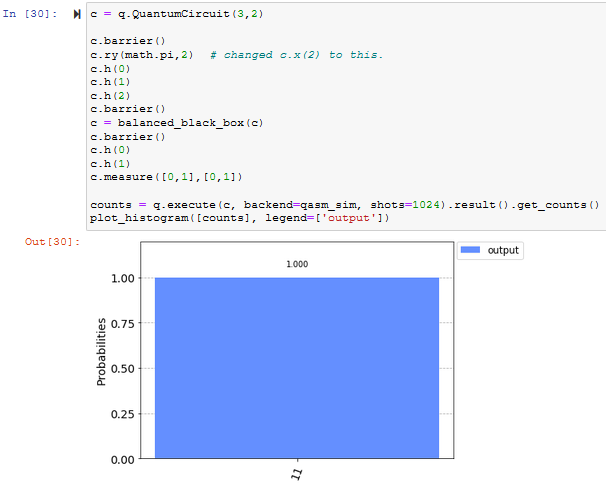 In [30]:
c = q.QuantumCircuit(3,2)
c.barrier()
c.ry(math.pi,2)  # changed c.x(2) to this.
c.h(0)
c.h(1)
c.h(2)
c.barrier()
c = balanced_black_box(c)
c.barrier()
c.h(0)
c.h(1)
c.measure([0,1],[0,1])
counts = q.execute(c, backend=qasm_sim, shots=1024).result().get_counts()
plot_histogram([counts], legend=['output'])
Out[30]:
output
1.000
1.00
0.75
0.50
0.25
0.00
Probabilities
11